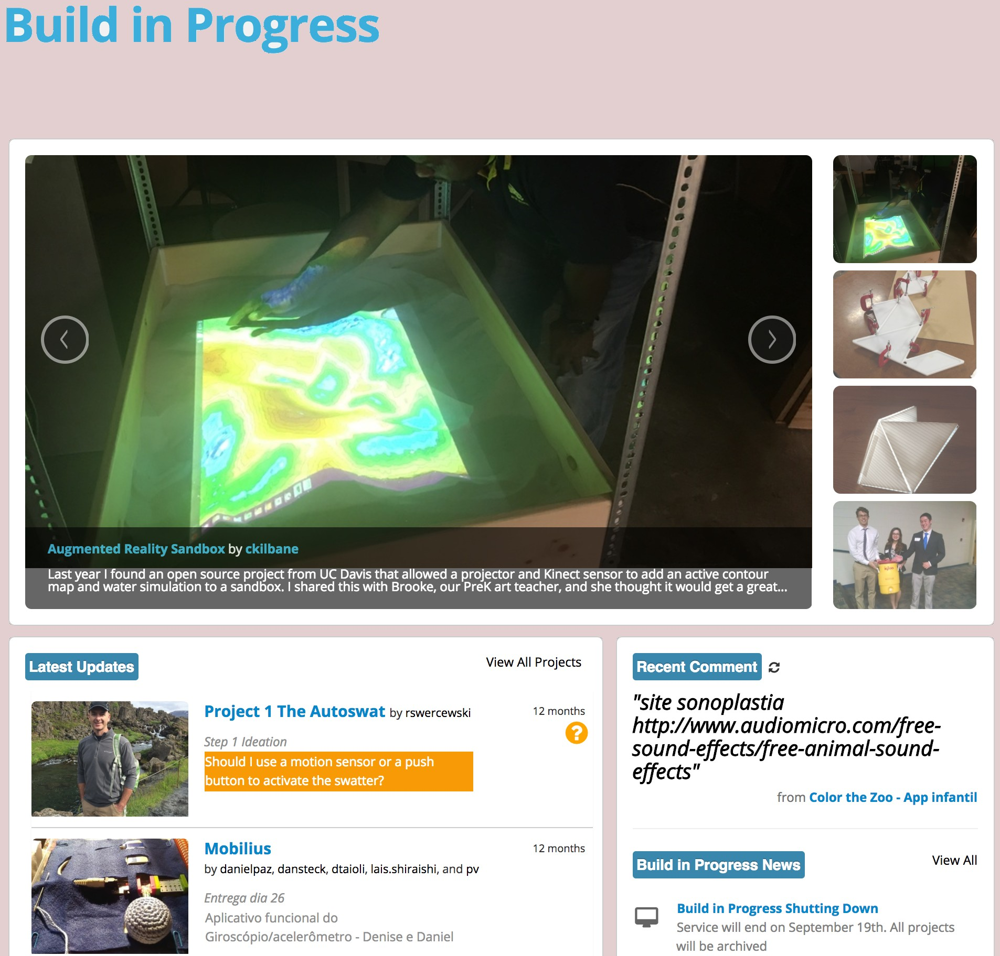 Build in Progress
Augmented Reality Sandbox by ckilbane
Last year I found an open source project from UC Davis that allowed a projector and Kinect sensor to add an active contour
map and water simulation to a sandbox. I shared this with Brooke, our PreK art teacher, and she thought it would get a great...
Latest Updates
View All Projects
Project 1 The Autoswat by rswercewski
12 months
?
Step 1 Ideation
Should I use a motion sensor or a push
button to activate the swatter?
Mobilius
12 months
by danielpaz, dansteck, dtaioli, lais.shiraishi, and pv
Entrega dia 26
Aplicativo funcional do
Giroscópio/acelerômetro - Denise e Daniel
Recent Comment
"site sonoplastia
http://www.audiomicro.com/free-
sound-effects/free-animal-sound-
effects"
from Color the Zoo - App infantil
Build in Progress News
View All
Build in Progress Shutting Down
Service will end on September 19th. All projects
will be archived